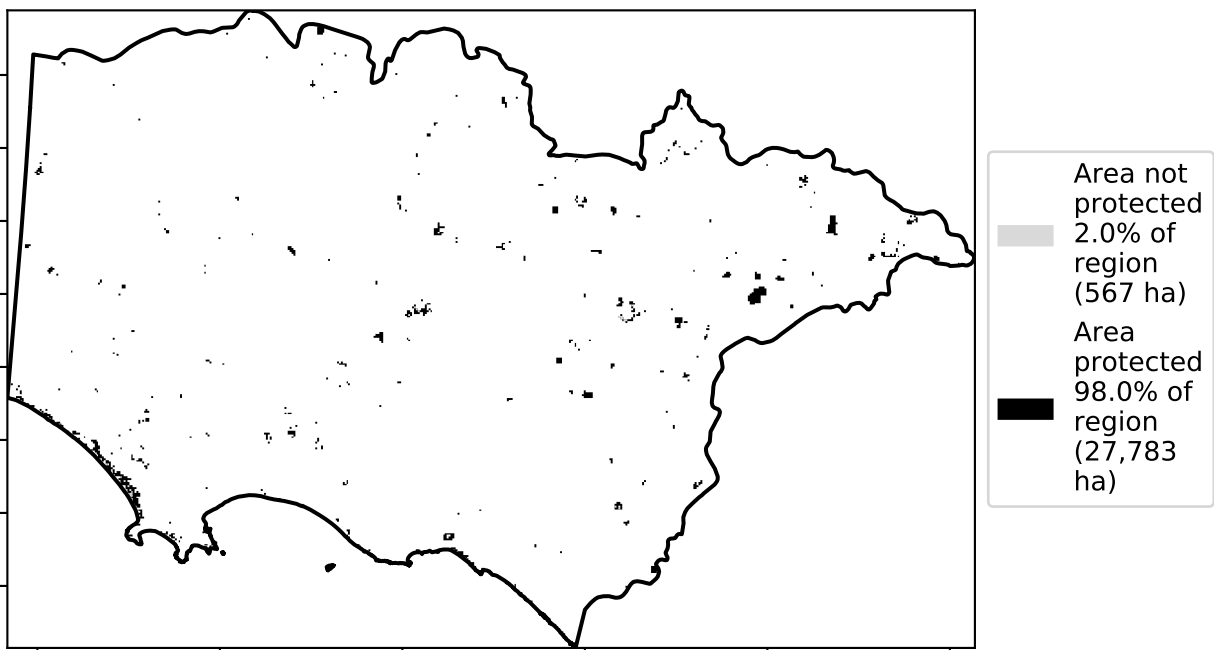 Area not
protected
2.0% of
region
(567 ha)
Area
protected
98.0% of
region
(27,783
ha)